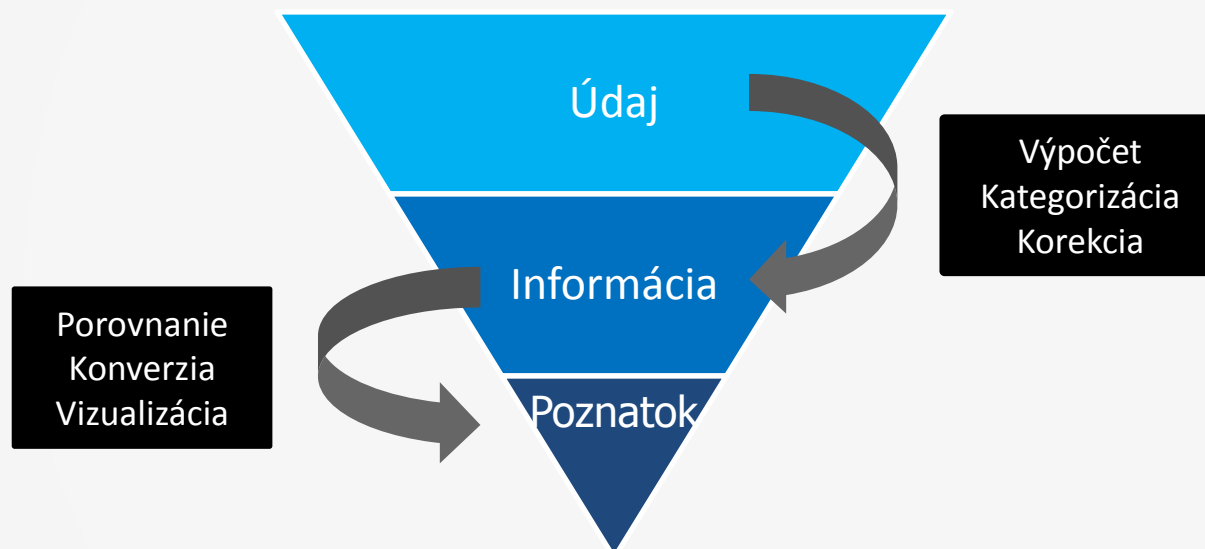 Údaj
Výpočet
Kategorizácia
Korekcia
Informácia
Porovnanie
Konverzia
Vizualizácia
Poznatok